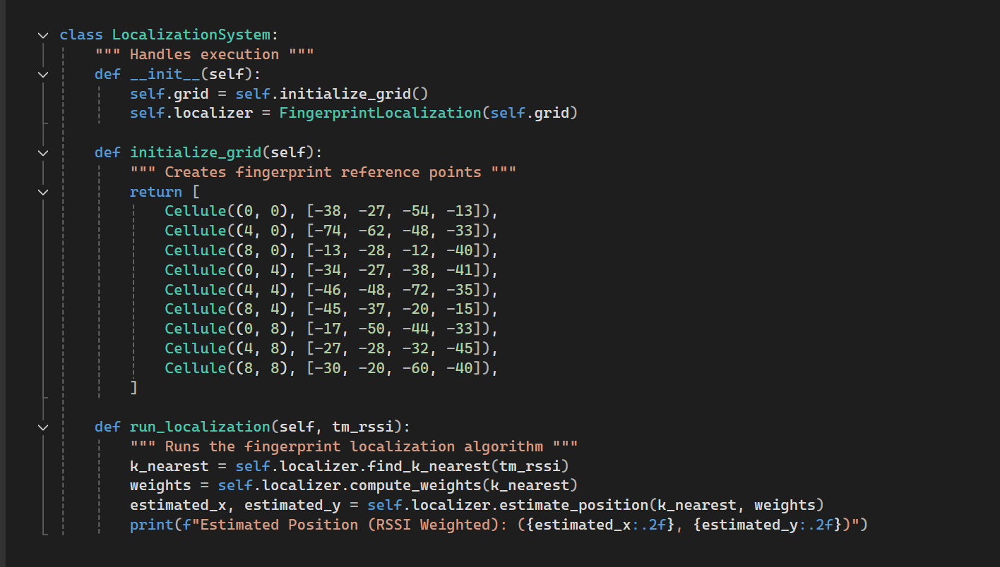 class LocalizationSystem:
    """ Handles execution """
    def __init__(self):
        self.grid = self.initialize_grid()
        self.localizer = FingerprintLocalization(self.grid)

    def initialize_grid(self):
        """ Creates fingerprint reference points """
        return [
            Cellule((0, 0), [-38, -27, -54, -13]),
            Cellule((4, 0), [-74, -62, -48, -33]),
            Cellule((8, 0), [-13, -28, -12, -40]),
            Cellule((0, 4), [-34, -27, -38, -41]),
            Cellule((4, 4), [-46, -48, -72, -35]),
            Cellule((8, 4), [-45, -37, -20, -15]),
            Cellule((0, 8), [-17, -50, -44, -33]),
            Cellule((4, 8), [-27, -28, -32, -45]),
            Cellule((8, 8), [-30, -20, -60, -40]),
        ]

    def run_localization(self, tm_rssi):
        """ Runs the fingerprint localization algorithm """
        k_nearest = self.localizer.find_k_nearest(tm_rssi)
        weights = self.localizer.compute_weights(k_nearest)
        estimated_x, estimated_y = self.localizer.estimate_position(k_nearest, weights)
        print(f"Estimated Position (RSSI Weighted): ({estimated_x:.2f}, {estimated_y:.2f})")